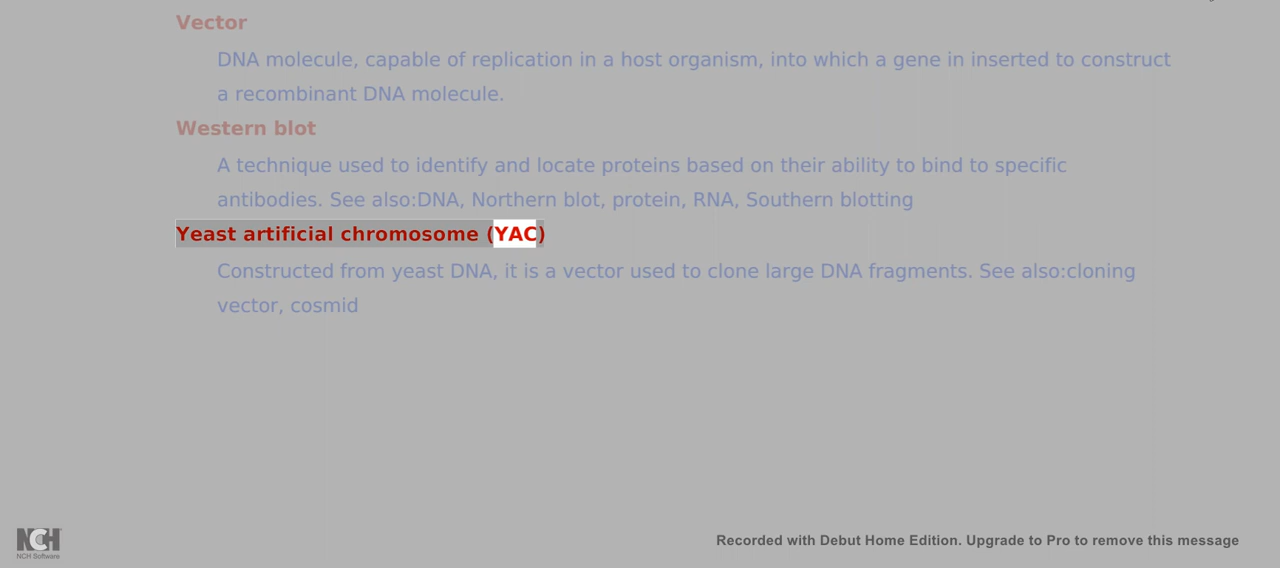 Vector
DNA molecule, capable of replication in a host organism, into which a gene in inserted to construct
a recombinant DNA molecule.
Western blot
A technique used to identify and locate proteins based on their ability to bind to specific
antibodies. See also:DNA, Northern blot, protein, RNA, Southern blotting
Yeast artificial chromosome (YAC)
Constructed from yeast DNA, it is a vector used to clone large DNA fragments. See also:cloning
vector, cosmid
NCH
NCH Software
Recorded with Debut Home Edition. Upgrade to Pro to remove this message